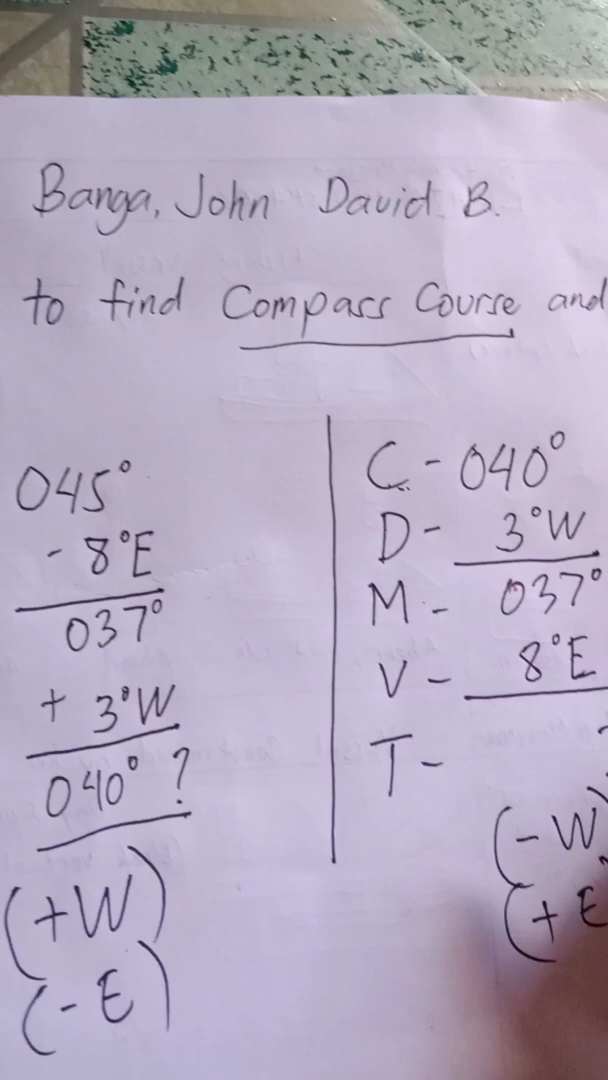 Banga, John David. B.
to find Compass Course and
045°
- 8°E
037°
+ 3°W
040° ?
(+W)
(-E)
C - 040°
D - 3°W
M - 037°
V - 8°E
T -
(-W)
(+E